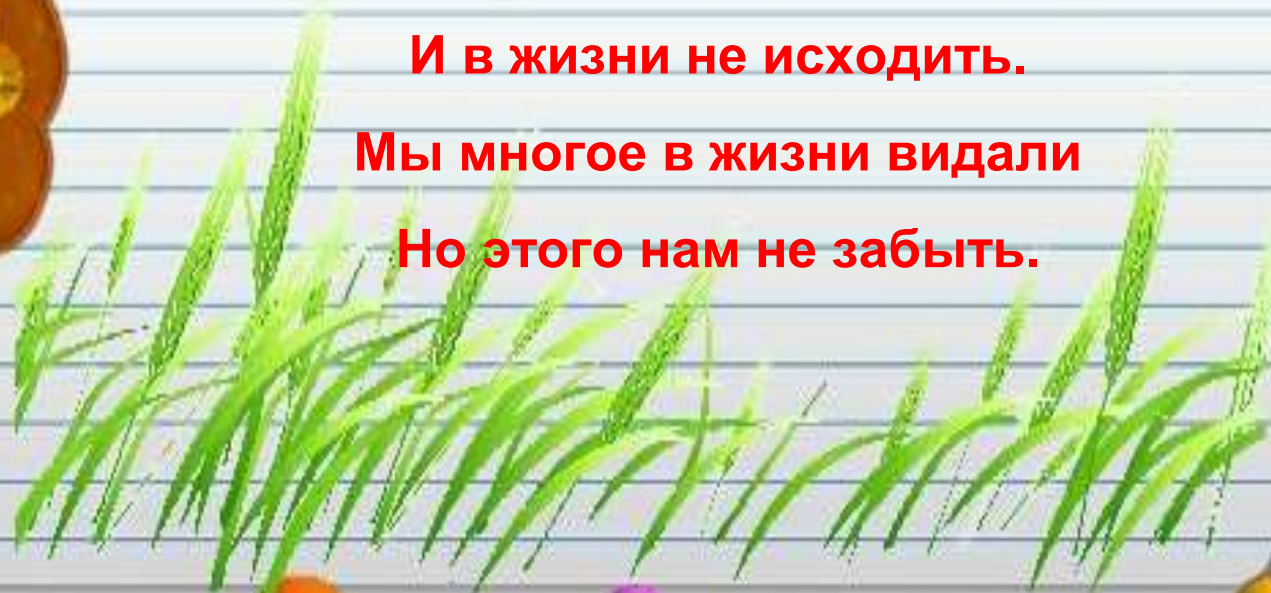 И в жизни не исходить.
Мы многое в жизни видали
Но этого нам не забыть.